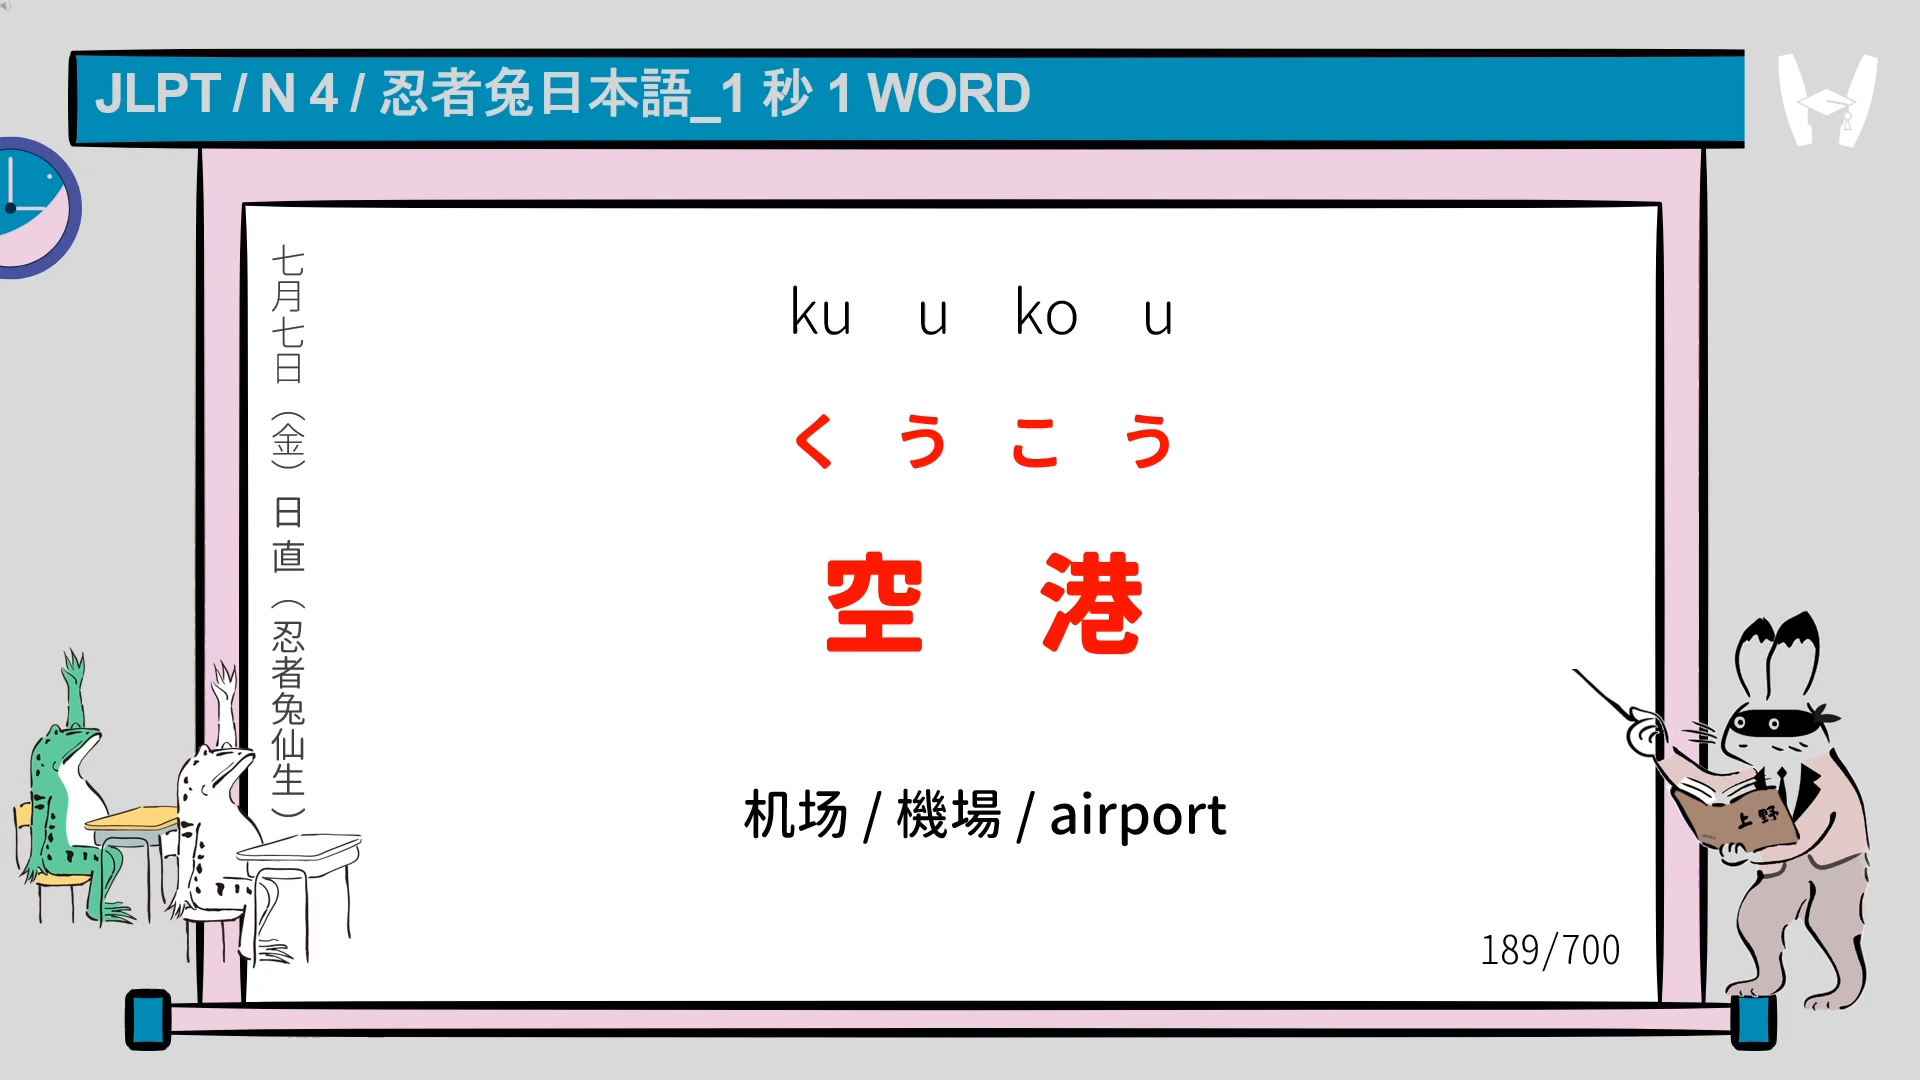 JLPT / N 4 / 忍者兔日本語_1 秒 1 WORD
七月七日（金）日直（忍者兔仙生）
ku u ko u
く う こ う
空 港
机场 / 機場 / airport
上野
189/700